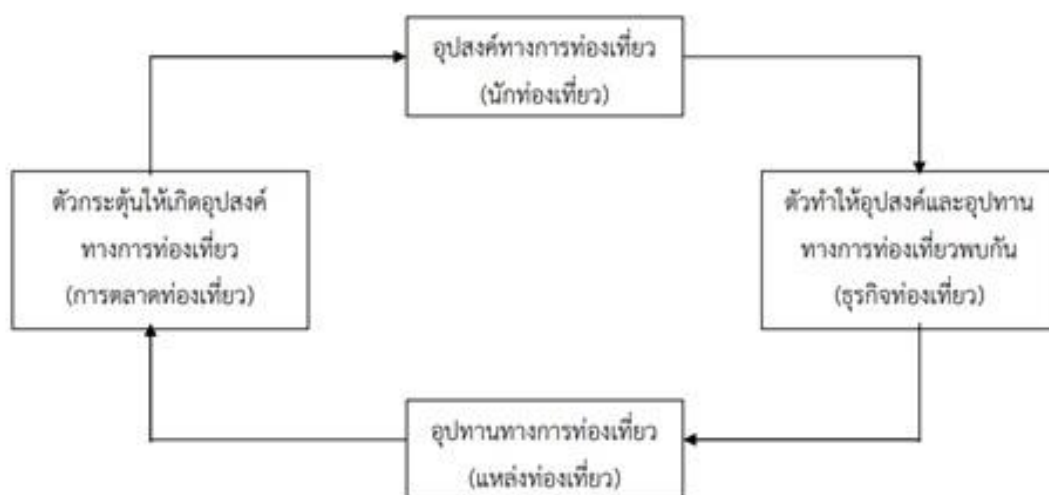 อุปสงค์ทางการท่องเที่ยว
(นักท่องเที่ยว)
ตัวกระตุ้นให้เกิดอุปสงค์
ทางการท่องเที่ยว
(การตลาดท่องเที่ยว)
ตัวทำให้อุปสงค์และอุปทาน
ทางการท่องเที่ยวพบกัน
(ธุรกิจท่องเที่ยว)
อุปทานทางการท่องเที่ยว
(แหล่งท่องเที่ยว)